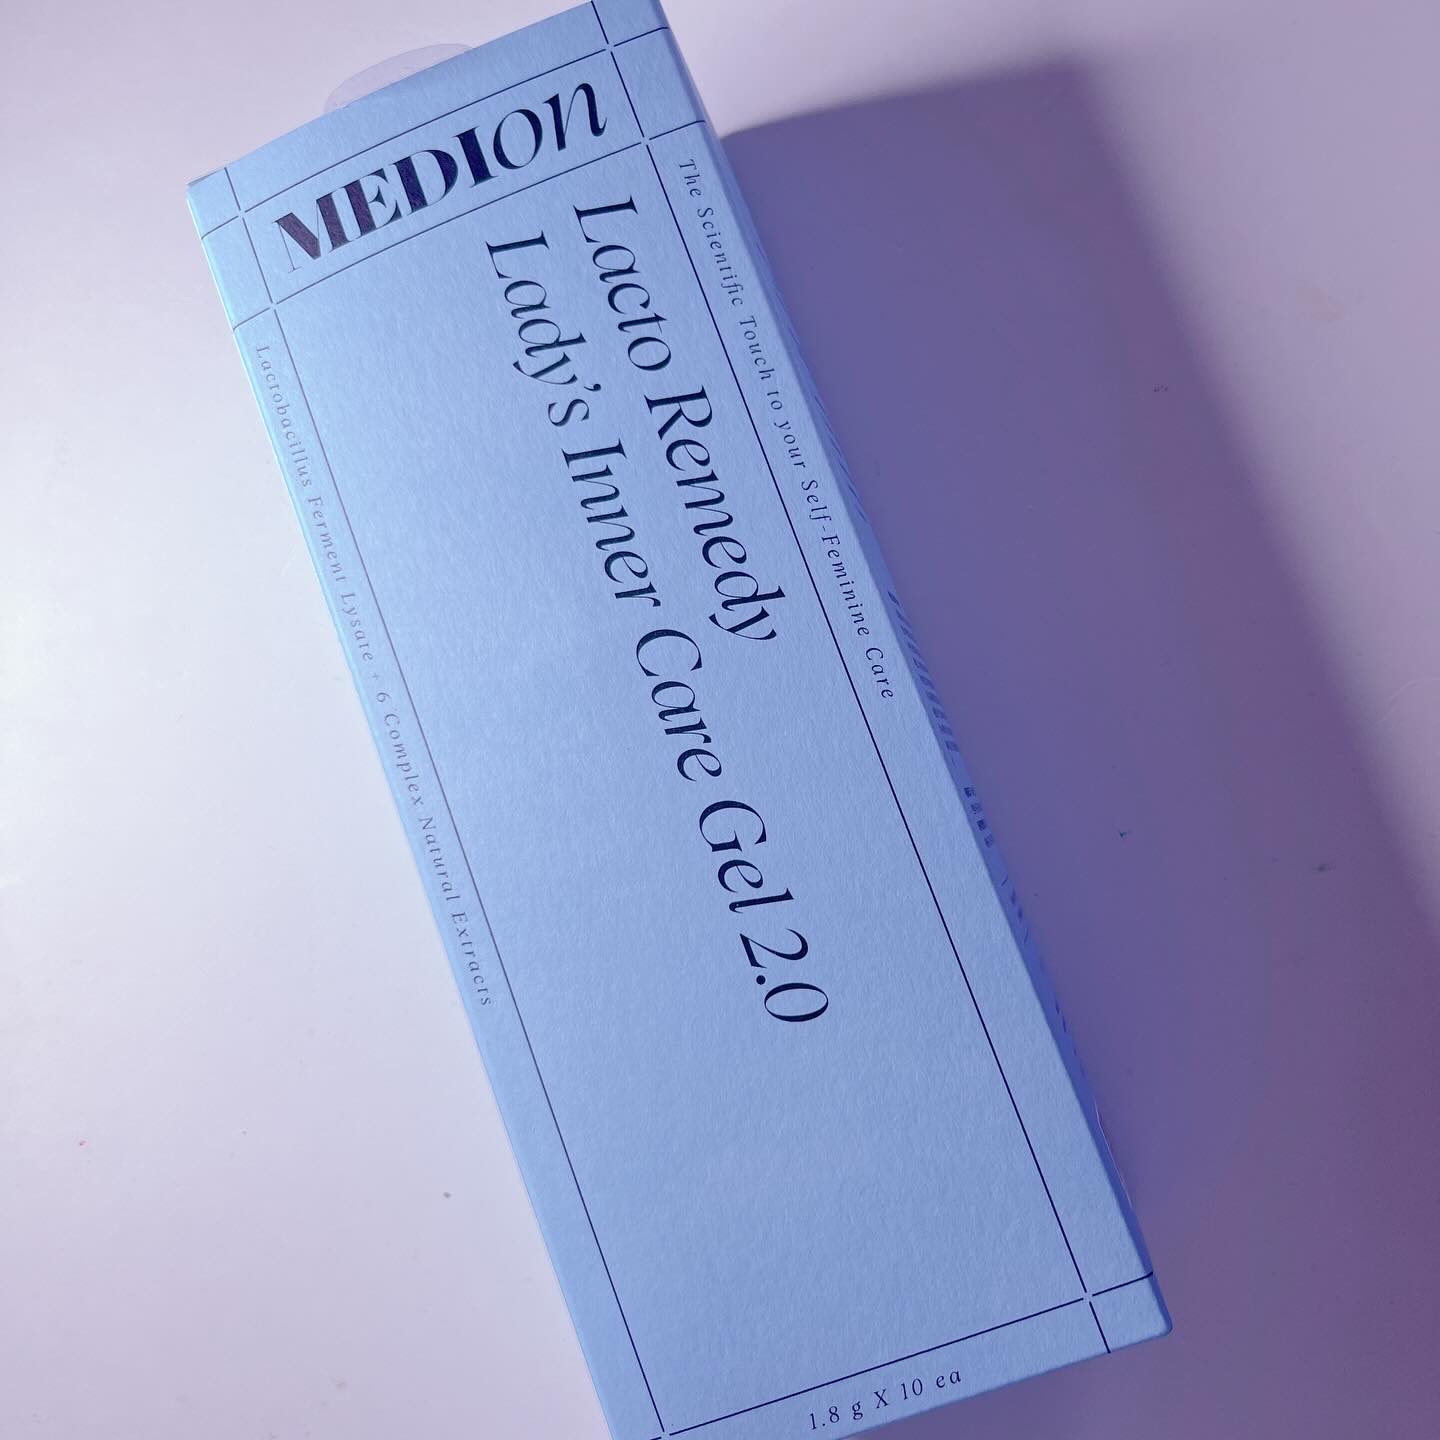 MEDION
The Scientific Touch to your Self-Feminine Care
Lacto Remedy
Lady's Inner Care Gel 2.0
Lactobacillus Ferment Lysate + 6 Complex Natural Extracts
1.8 g X 10 ea